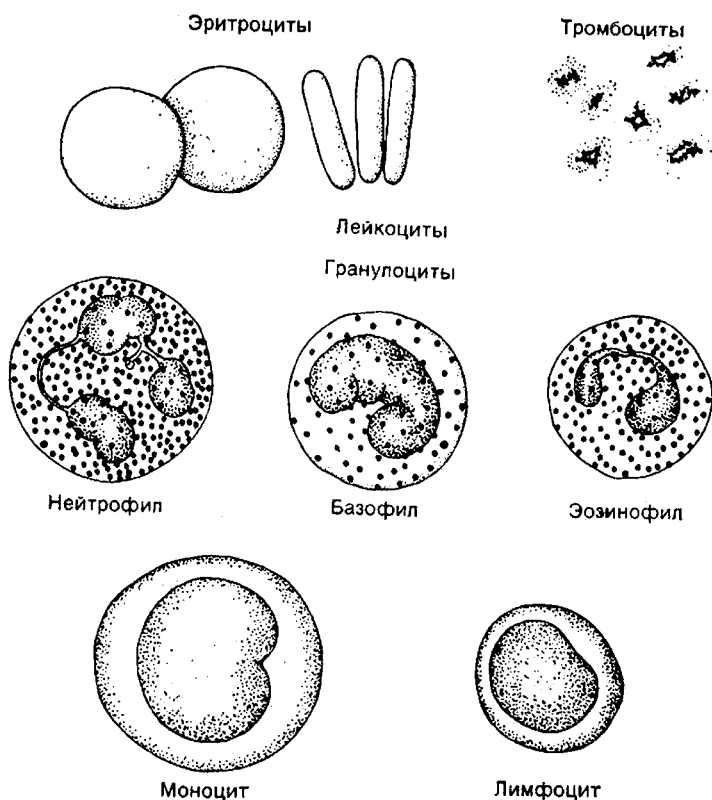 Эритроциты
Тромбоциты
Лейкоциты
Гранулоциты
Нейтрофил
Базофил
Эозинофил
Моноцит
Лимфоцит